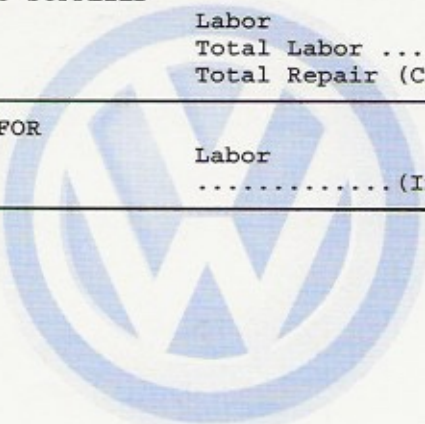 Labor
Total Labor ...
Total Repair (C
FOR
Labor
.............(I